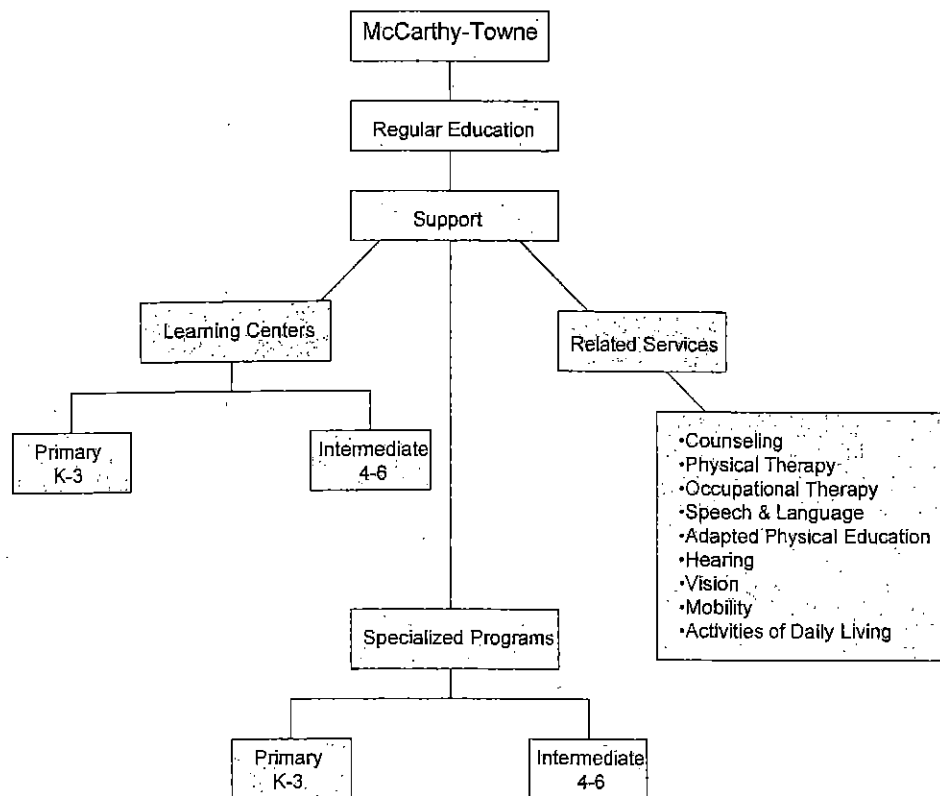 McCarthy-Towne
Regular Education
Support
Learning Centers
Related Services
Primary
K-3
Intermediate
4-6
•Counseling
•Physical Therapy
•Occupational Therapy
•Speech & Language
•Adapted Physical Education
•Hearing
•Vision
•Mobility
•Activities of Daily Living
Specialized Programs
Primary
K-3
Intermediate
4-6